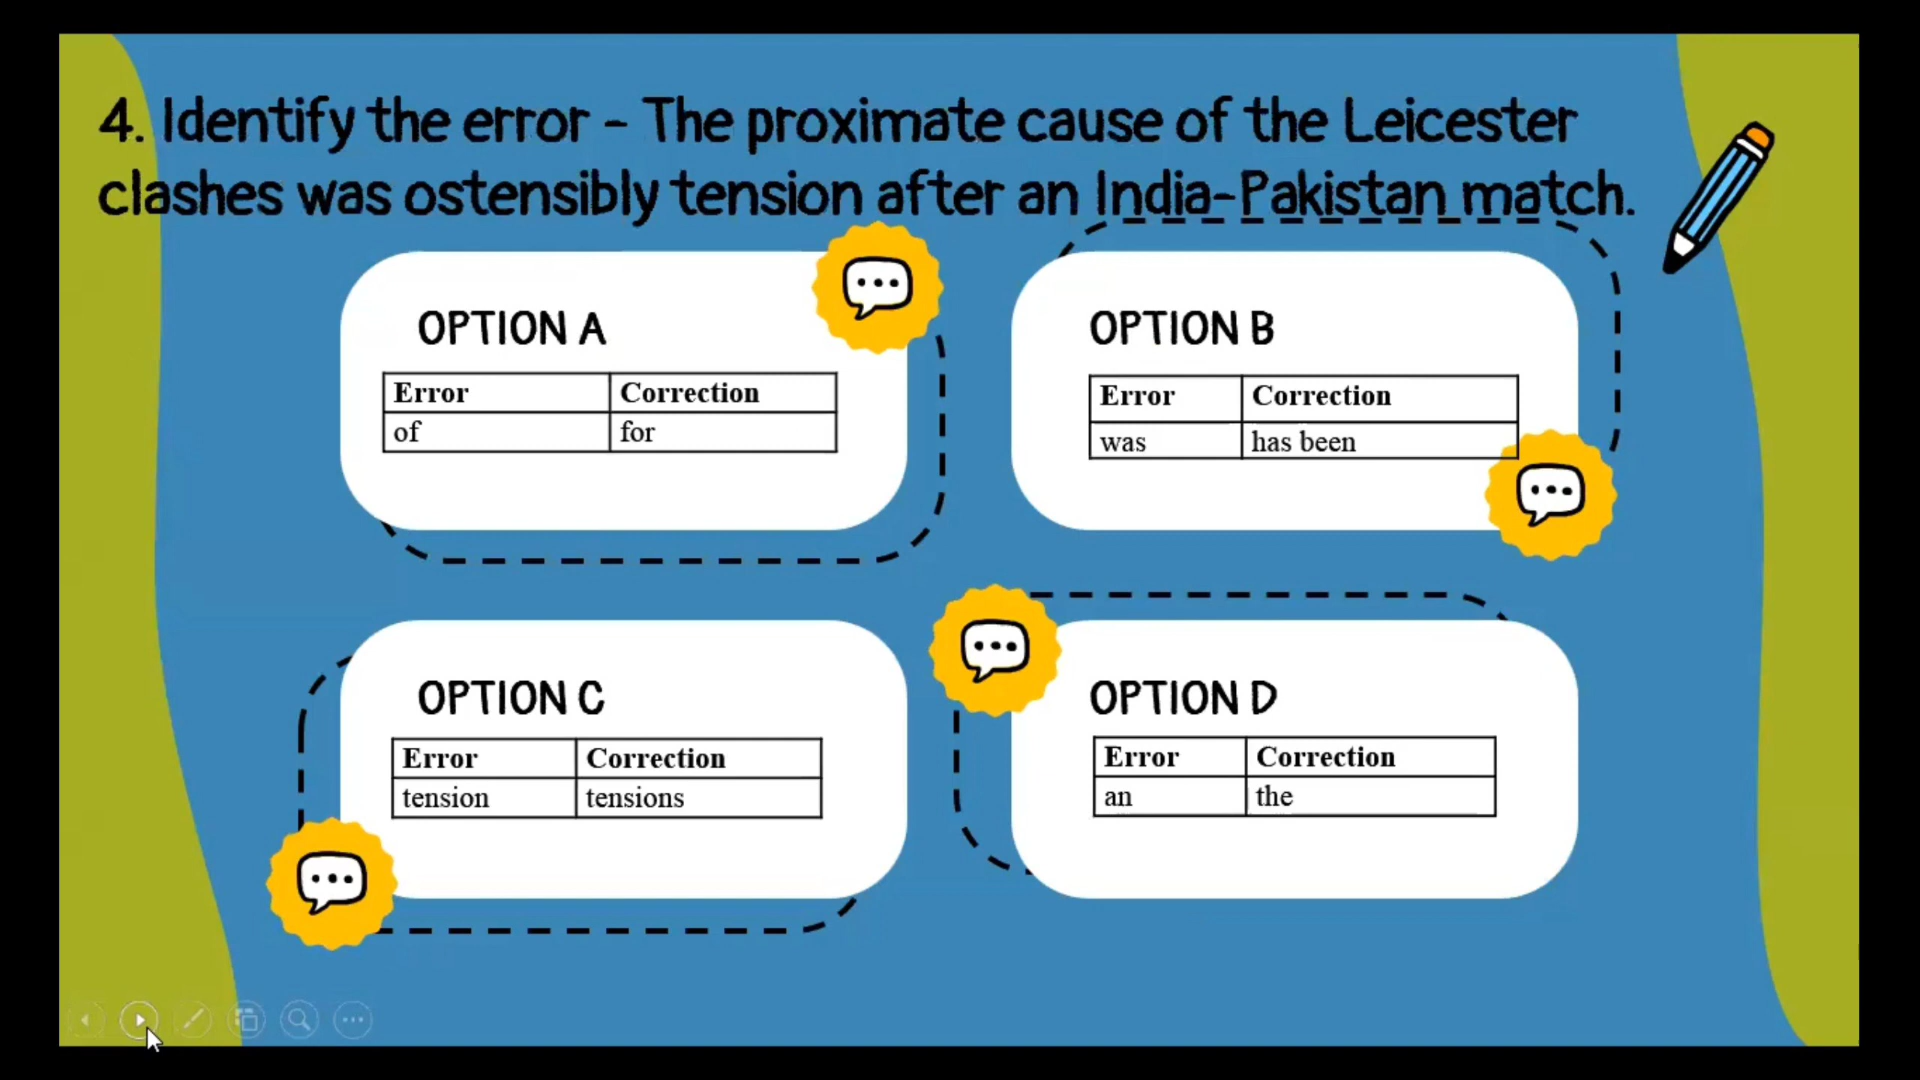 4. Identify the error - The proximate cause of the Leicester
clashes was ostensibly tension after an India-Pakistan match.
OPTION A
Error Correction
of for
OPTION B
Error Correction
was has been
OPTION C
Error Correction
tension tensions
OPTION D
Error Correction
an the